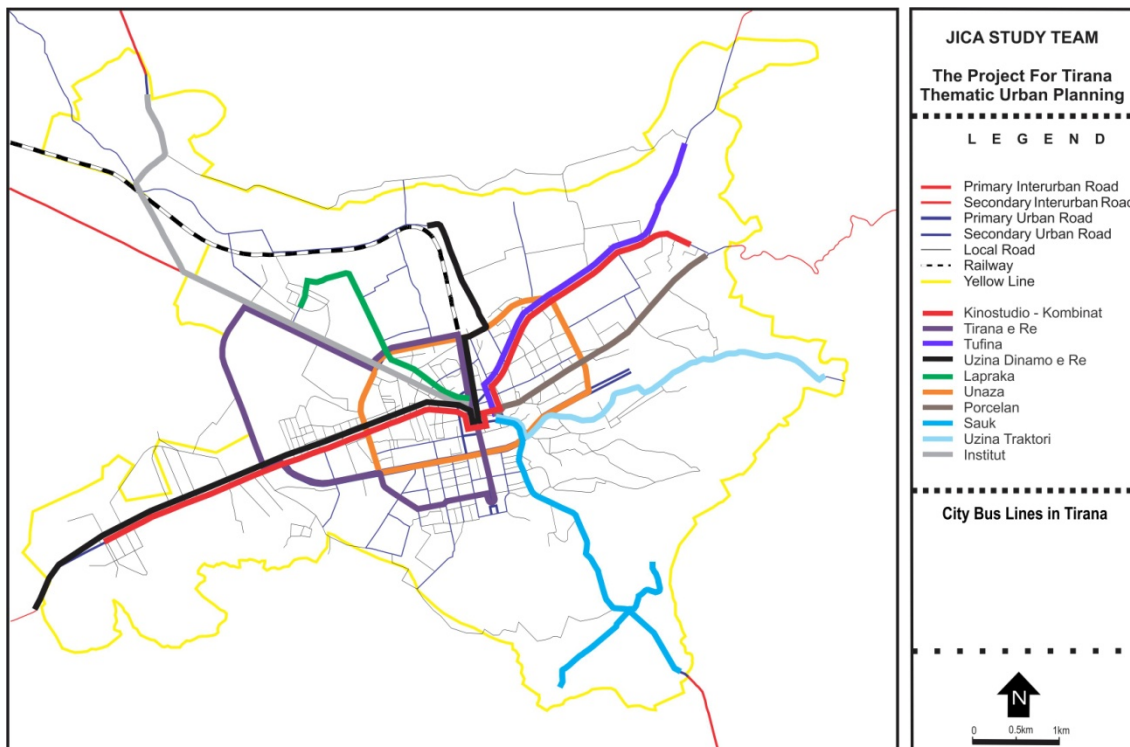 JICA STUDY TEAM
The Project For Tirana
Thematic Urban Planning
L E G E N D
Primary Interurban Road
Secondary Interurban Road
Primary Urban Road
Secondary Urban Road
Local Road
Railway
Yellow Line
Kinostudio - Kombinat
Tirana e Re
Tufina
Uzina Dinamo e Re
Lapraka
Unaza
Porcelan
Sauk
Uzina Traktori
Institut
City Bus Lines in Tirana
N
0 0.5km 1km